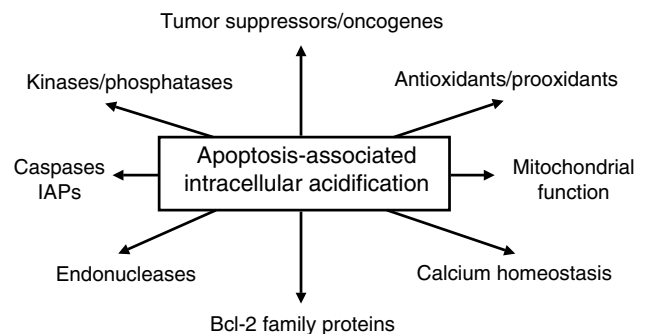 Tumor suppressors/oncogenes
Kinases/phosphatases
Antioxidants/prooxidants
Apoptosis-associated
intracellular acidification
Caspases
IAPs
Mitochondrial
function
Endonucleases
Calcium homeostasis
Bcl-2 family proteins